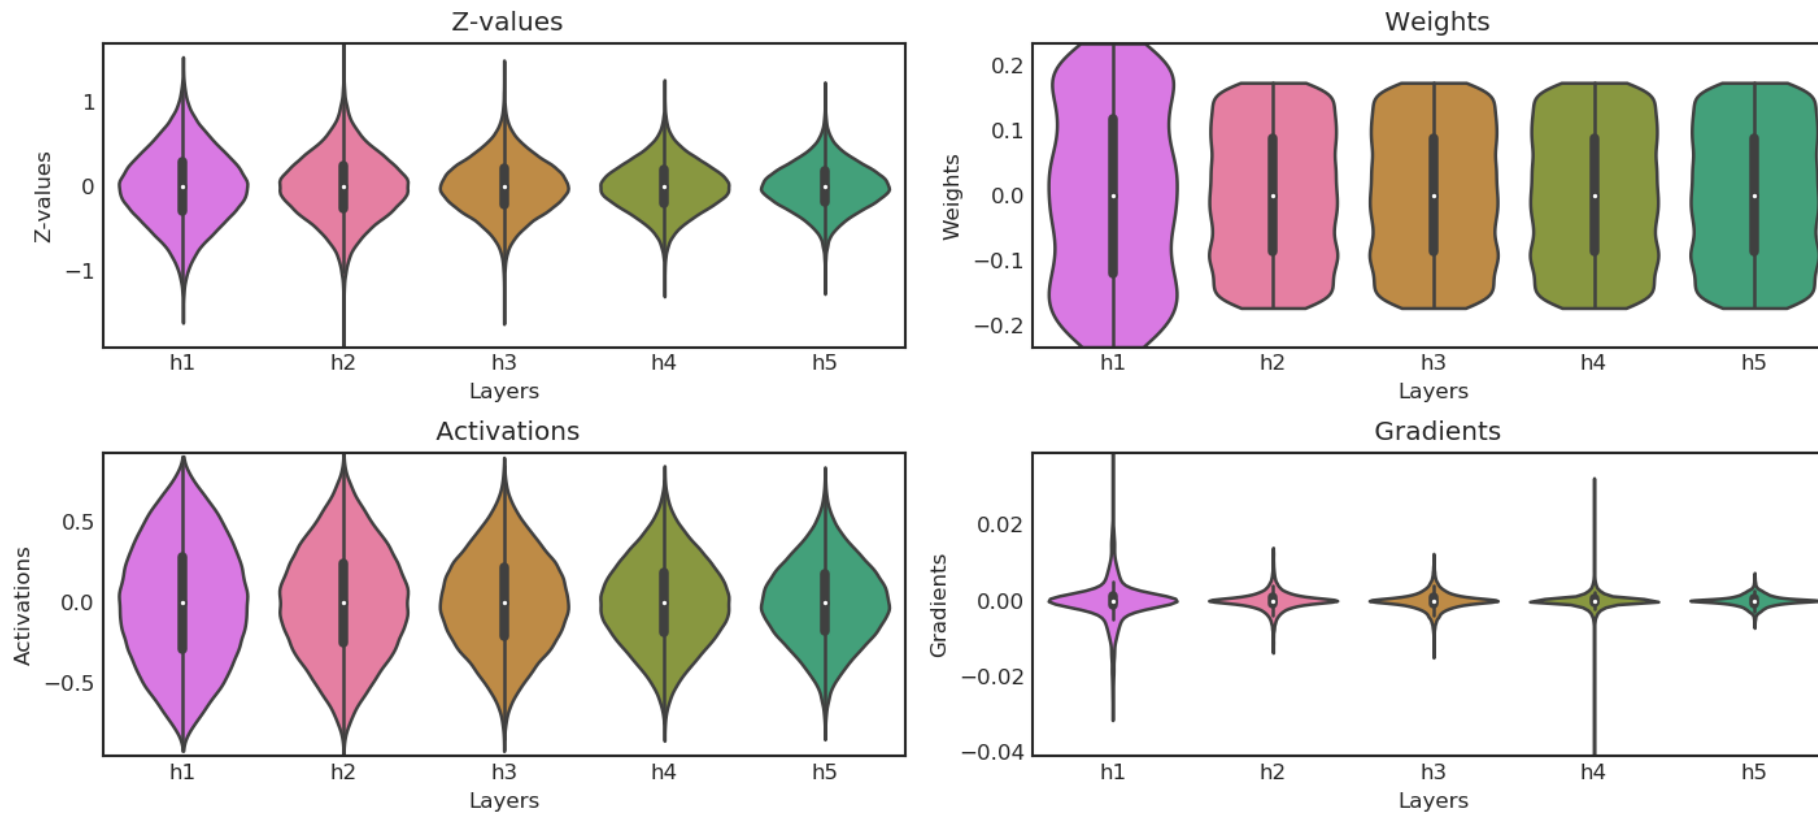 Z-values
Z-values
1
0
−1
h1 h2 h3 h4 h5
Layers
Weights
Weights
0.2
0.1
0.0
−0.1
−0.2
h1 h2 h3 h4 h5
Layers
Activations
Activations
0.5
0.0
−0.5
h1 h2 h3 h4 h5
Layers
Gradients
Gradients
0.02
0.00
−0.02
−0.04
h1 h2 h3 h4 h5
Layers